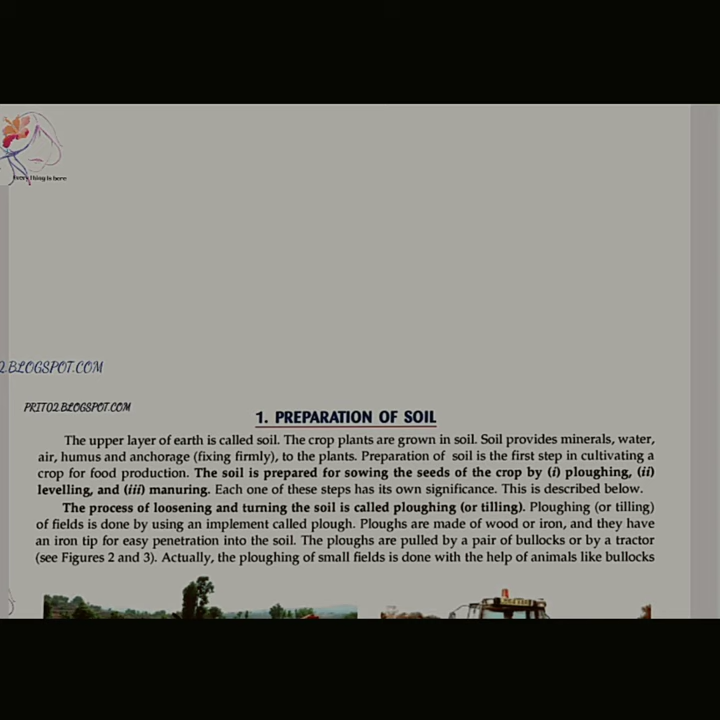 Every Thing is here
2.BLOGSPOT.COM
PRIT02.BLOGSPOT.COM
1. PREPARATION OF SOIL
The upper layer of earth is called soil. The crop plants are grown in soil. Soil provides minerals, water,
air, humus and anchorage (fixing firmly), to the plants. Preparation of soil is the first step in cultivating a
crop for food production. The soil is prepared for sowing the seeds of the crop by (i) ploughing, (ii)
levelling, and (iii) manuring. Each one of these steps has its own significance. This is described below.
The process of loosening and turning the soil is called ploughing (or tilling). Ploughing (or tilling)
of fields is done by using an implement called plough. Ploughs are made of wood or iron, and they have
an iron tip for easy penetration into the soil. The ploughs are pulled by a pair of bullocks or by a tractor
(see Figures 2 and 3). Actually, the ploughing of small fields is done with the help of animals like bullocks